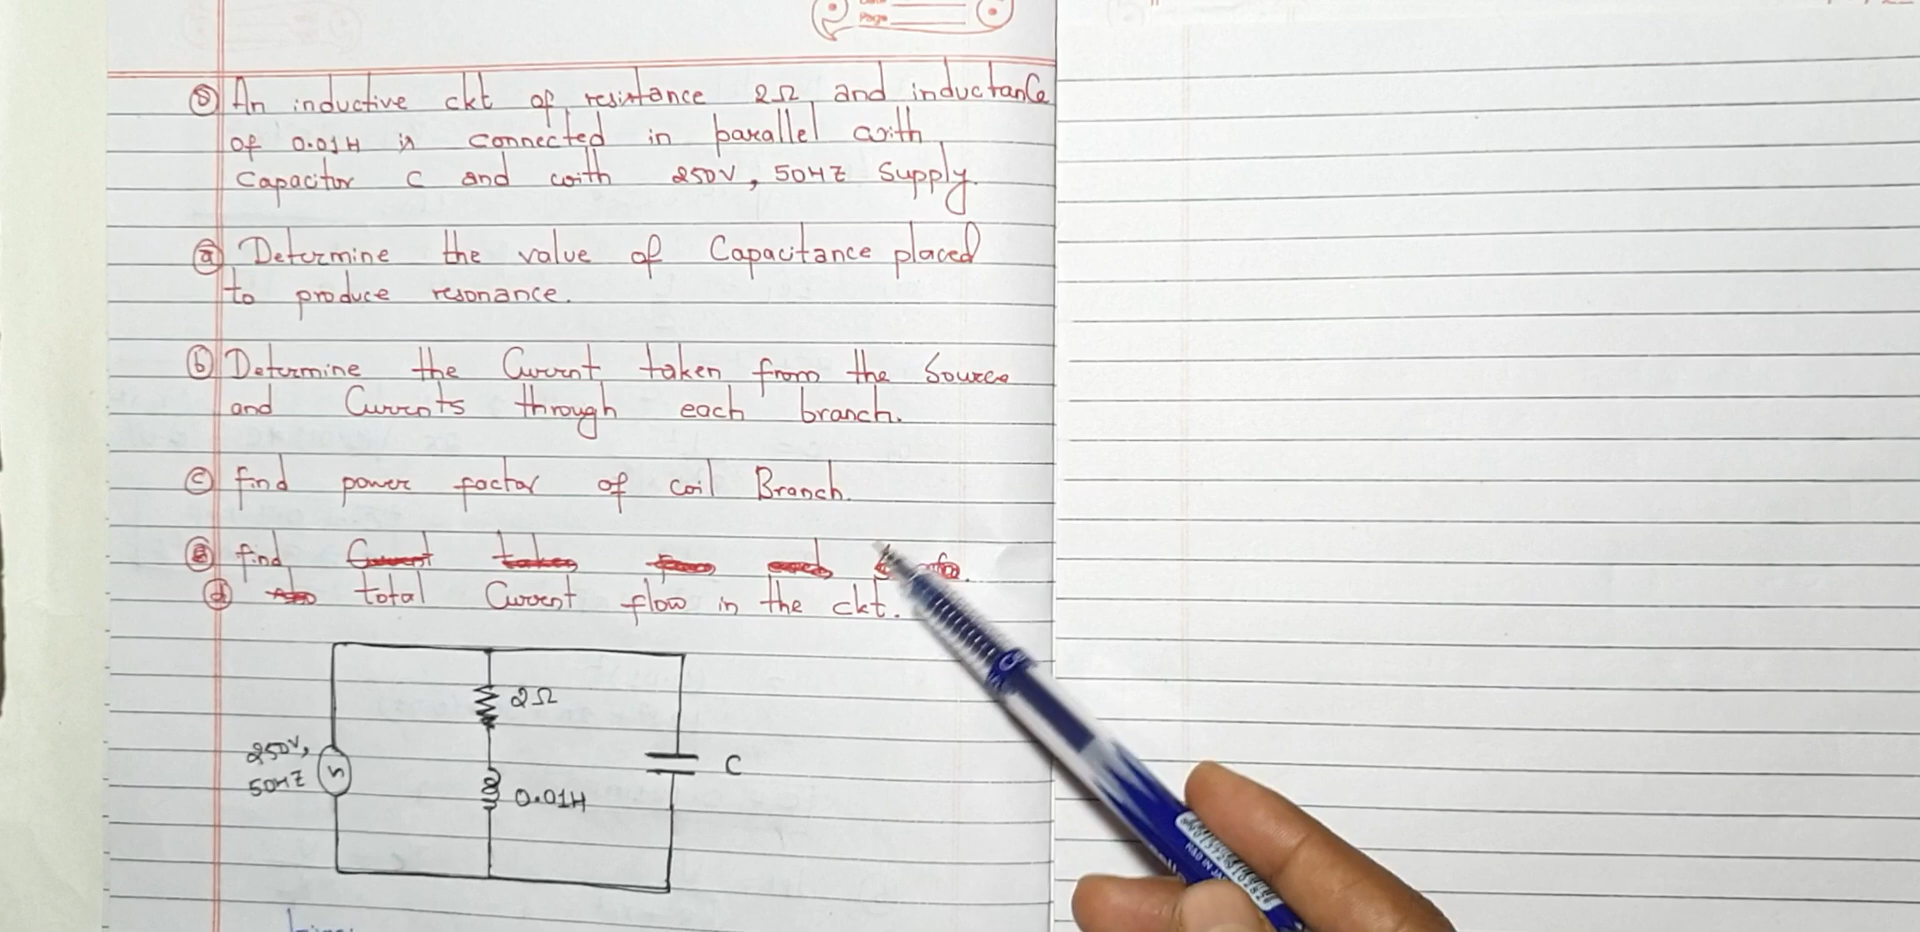 Page
Q An inductive ckt of resistance 2Ω and inductance
of 0.01H is connected in parallel with
Capacitor C and with 250V, 50HZ Supply.
a Determine the value of Capacitance placed
to produce resonance.
b Determine the Current taken from the Source
and Currents through each branch.
c find power factor of coil Branch.
find
d total Current flow in the ckt.
2Ω
250V,
50HZ
C
0.01H